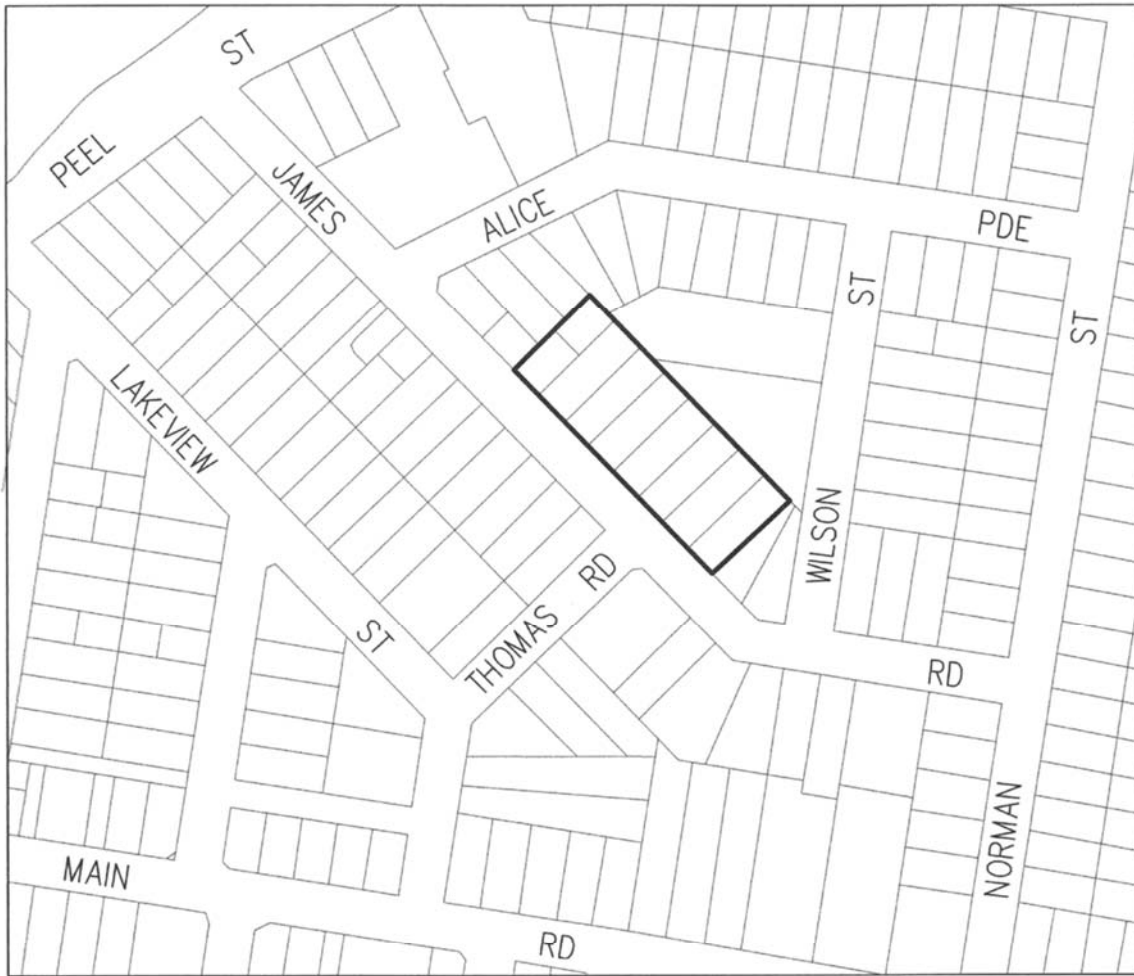 ST
PEEL
JAMES
ALICE
PDE
ST
ST
LAKEVIEW
WILSON
ST
THOMAS
RD
RD
NORMAN
MAIN
RD